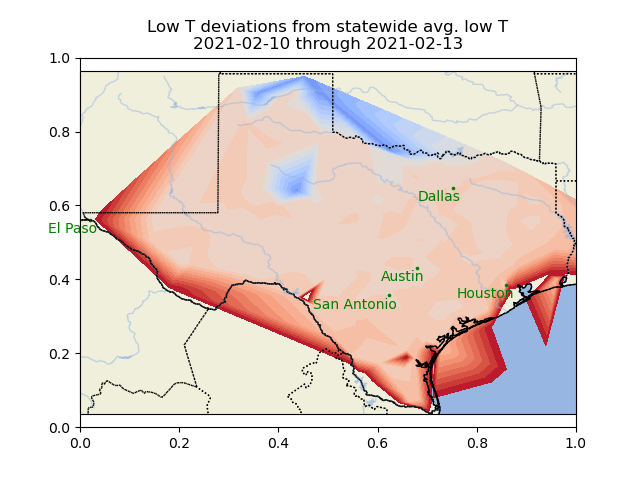 Low T deviations from statewide avg. low T
2021-02-10 through 2021-02-13
1.0
0.8
0.6
0.4
0.2
0.0
El Paso
Dallas
Austin
San Antonio
Houston
0.0 0.2 0.4 0.6 0.8 1.0